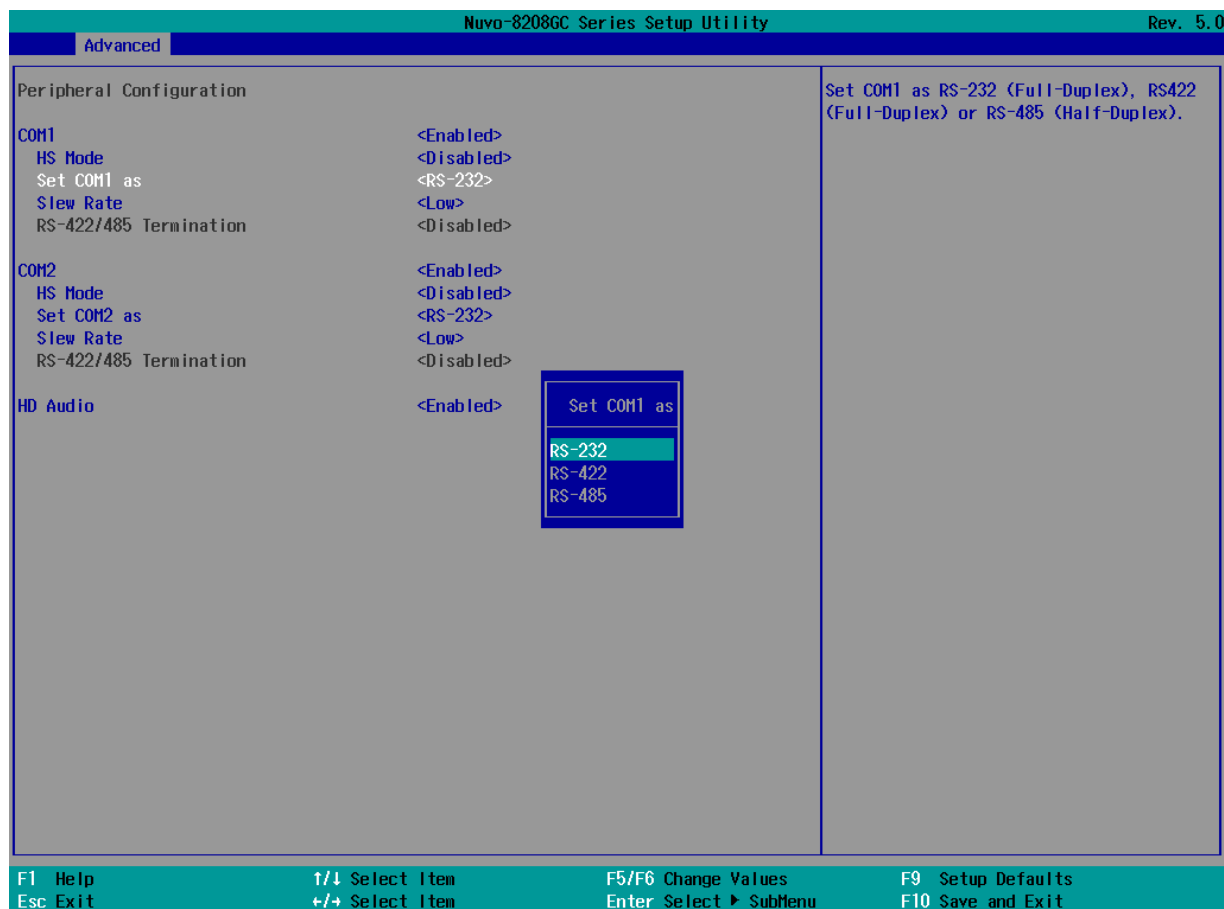 Nuvo-8208GC Series Setup Utility Rev. 5.0
Advanced
Peripheral Configuration
COM1 <Enabled>
HS Mode <Disabled>
Set COM1 as <RS-232>
Slew Rate <Low>
RS-422/485 Termination <Disabled>
COM2 <Enabled>
HS Mode <Disabled>
Set COM2 as <RS-232>
Slew Rate <Low>
RS-422/485 Termination <Disabled>
HD Audio <Enabled>
Set COM1 as
RS-232
RS-422
RS-485
Set COM1 as RS-232 (Full-Duplex), RS422
(Full-Duplex) or RS-485 (Half-Duplex).
F1 Help ↑/↓ Select Item F5/F6 Change Values F9 Setup Defaults
Esc Exit ←/→ Select Item Enter Select ▶ SubMenu F10 Save and Exit